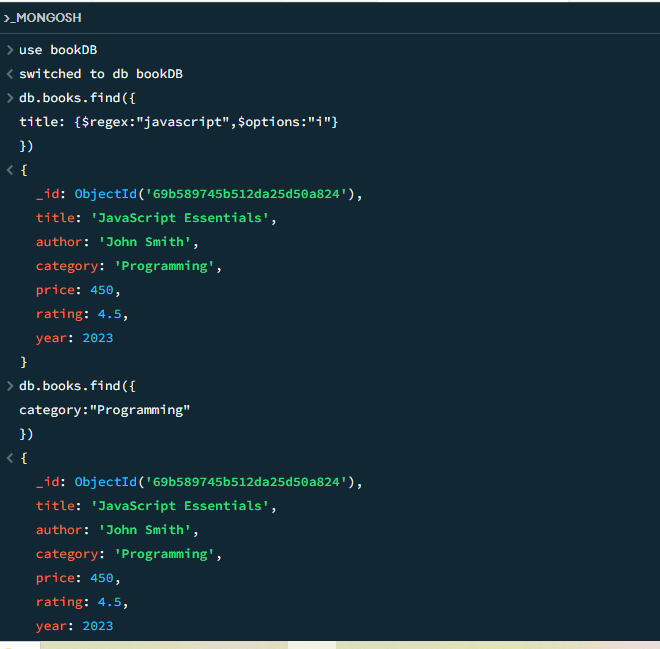 >_MONGOSH
> use bookDB
< switched to db bookDB
> db.books.find({
title: {$regex:"javascript",$options:"i"}
})
< {
_id: ObjectId('69b589745b512da25d50a824'),
title: 'JavaScript Essentials',
author: 'John Smith',
category: 'Programming',
price: 450,
rating: 4.5,
year: 2023
}
> db.books.find({
category:"Programming"
})
< {
_id: ObjectId('69b589745b512da25d50a824'),
title: 'JavaScript Essentials',
author: 'John Smith',
category: 'Programming',
price: 450,
rating: 4.5,
year: 2023